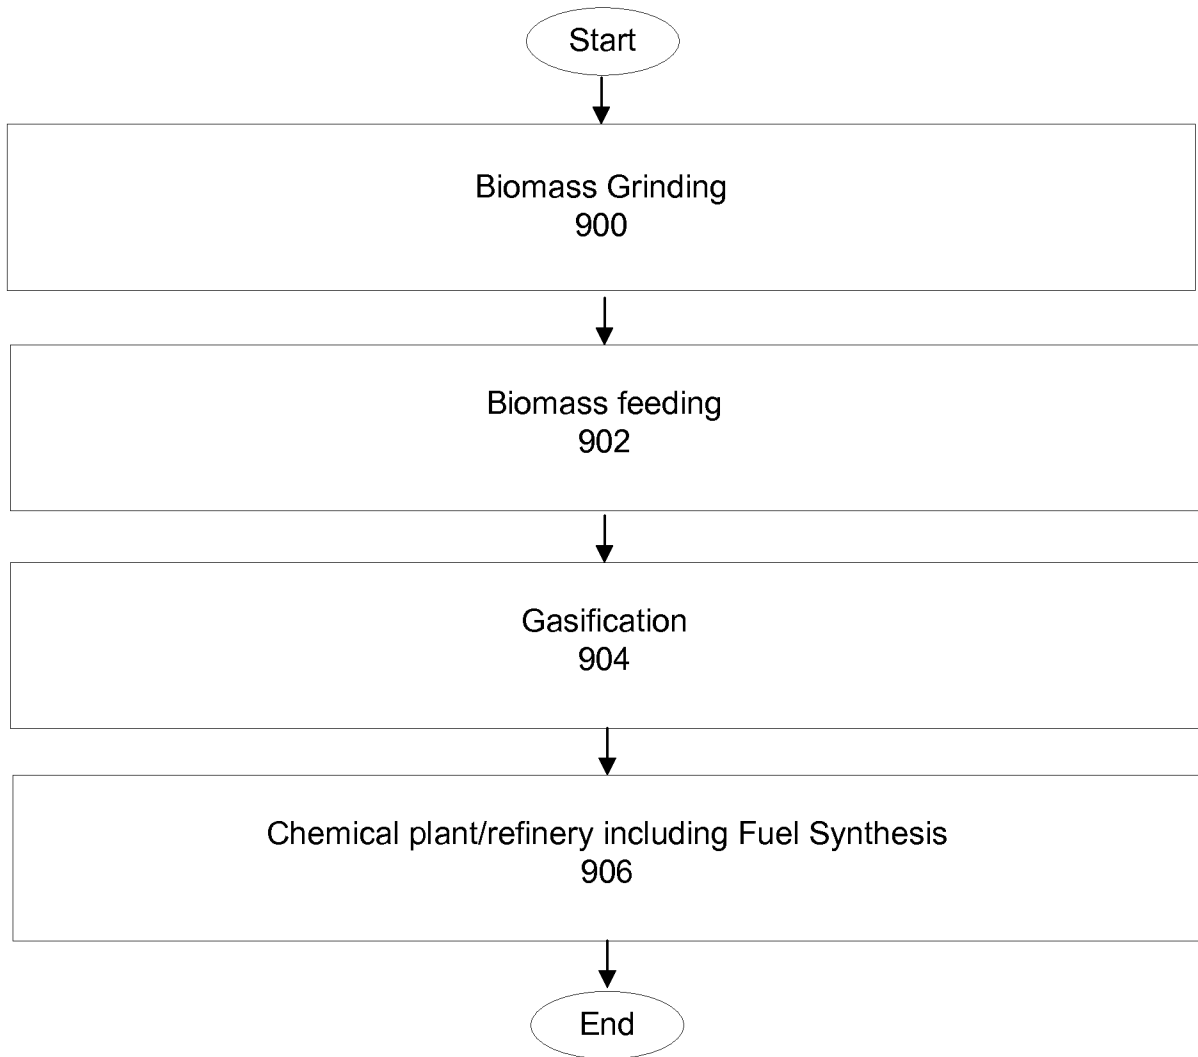 Start
Biomass Grinding
900
Biomass feeding
902
Gasification
904
Chemical plant/refinery including Fuel Synthesis
906
End